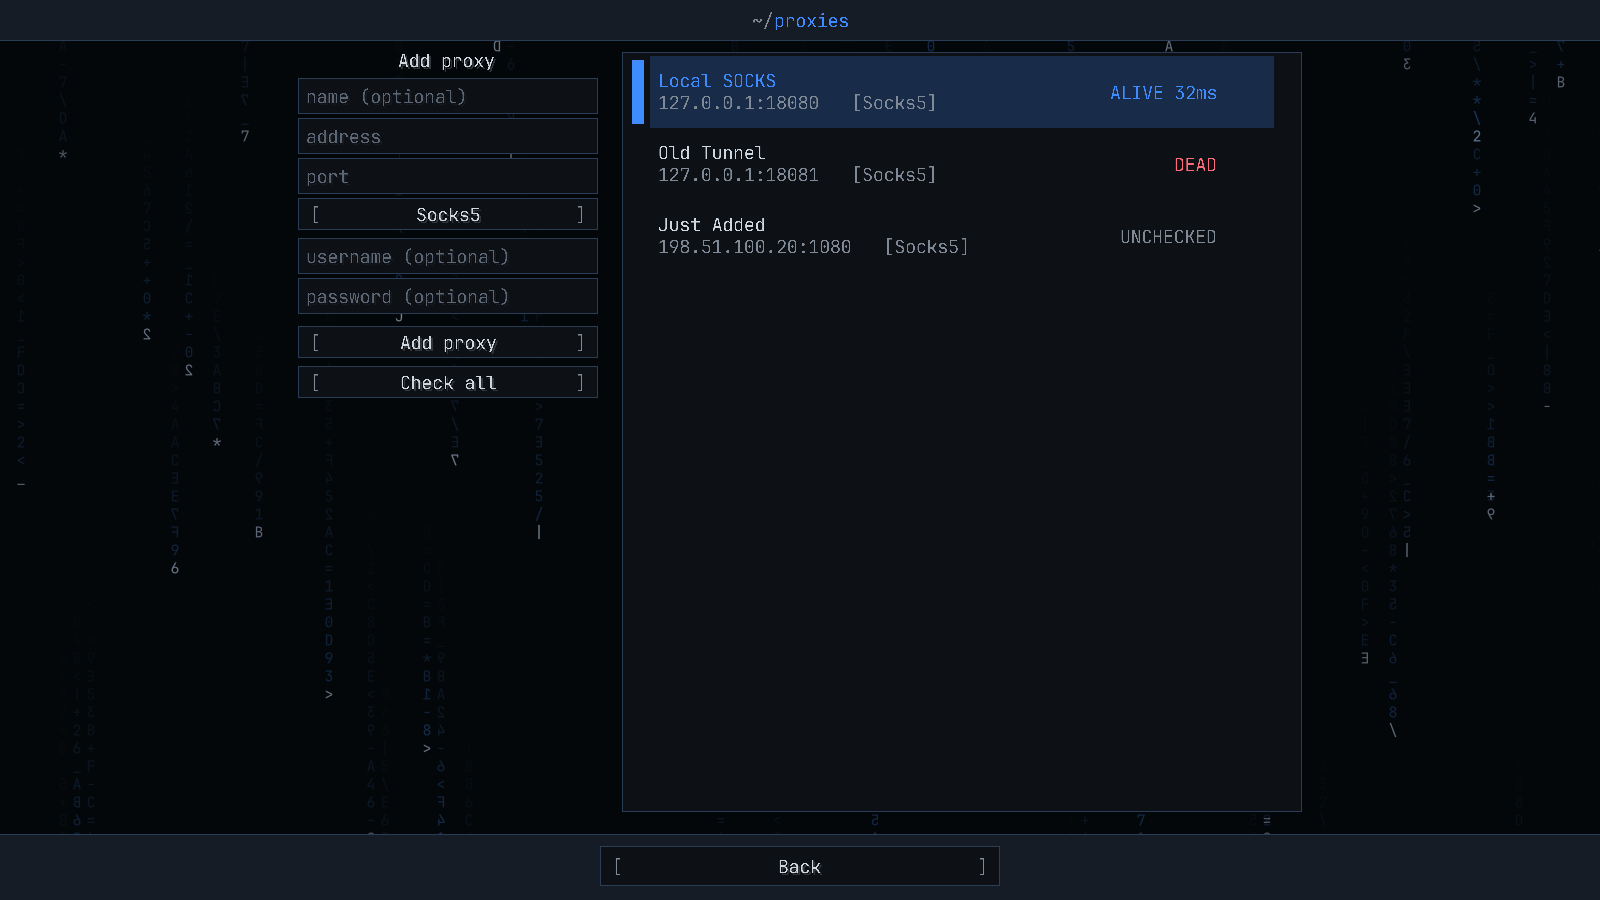 ~/proxies
Add proxy
name (optional)
address
port
[ Socks5 ]
username (optional)
password (optional)
[ Add proxy ]
[ Check all ]
Local SOCKS
127.0.0.1:18080 [Socks5]
ALIVE 32ms
Old Tunnel
127.0.0.1:18081 [Socks5]
DEAD
Just Added
198.51.100.20:1080 [Socks5]
UNCHECKED
[ Back ]